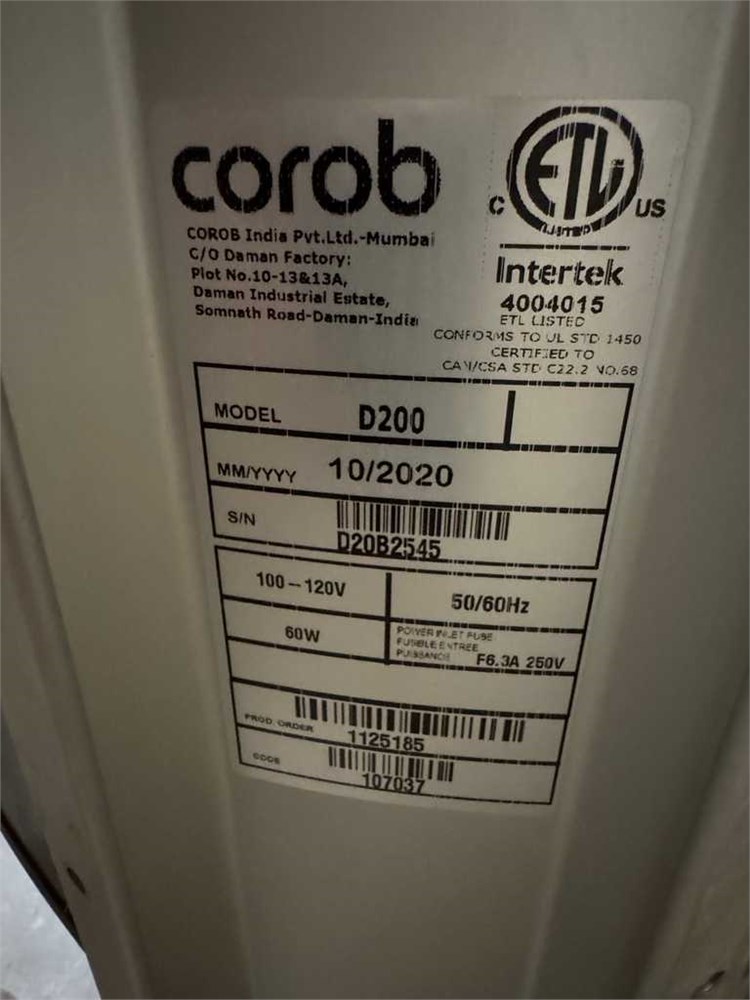 corob
COROB India Pvt.Ltd.-Mumbai
C/O Daman Factory:
Plot No.10-13&13A,
Daman Industrial Estate,
Somnath Road-Daman-India
ETL
LISTED
C US
Intertek
4004015
ETL LISTED
CONFORMS TO UL STD 1450
CERTIFIED TO
CAN/CSA STD C22.2 NO.68
MODEL D200
MM/YYYY 10/2020
S/N
D20B2545
100-120V 50/60Hz
60W
POWER INLET FUSE
FUSIBLE ENTREE
PUISSANCE F6.3A 250V
PROD. ORDER
1125185
CODE
107037